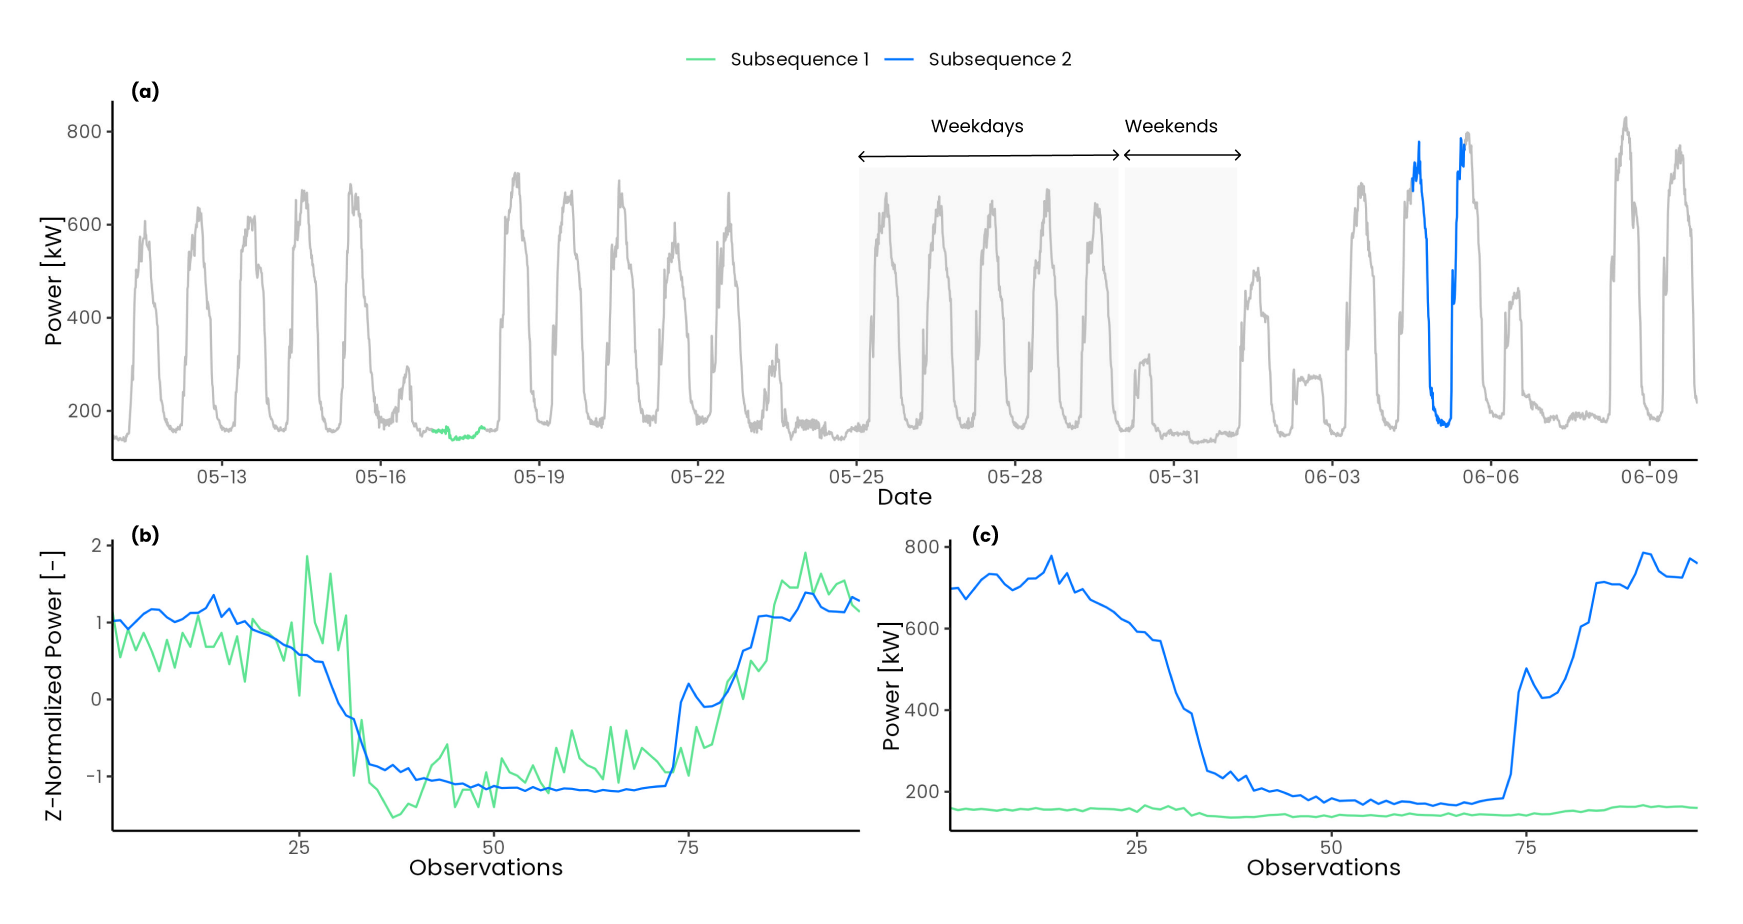 Subsequence 1 Subsequence 2
(a)
Weekdays Weekends
800
600
400
200
Power [kW]
05-13 05-16 05-19 05-22 05-25 05-28 05-31 06-03 06-06 06-09
Date
(b)
2
1
0
-1
Z-Normalized Power [-]
25 50 75
Observations
(c)
800
600
400
200
Power [kW]
25 50 75
Observations